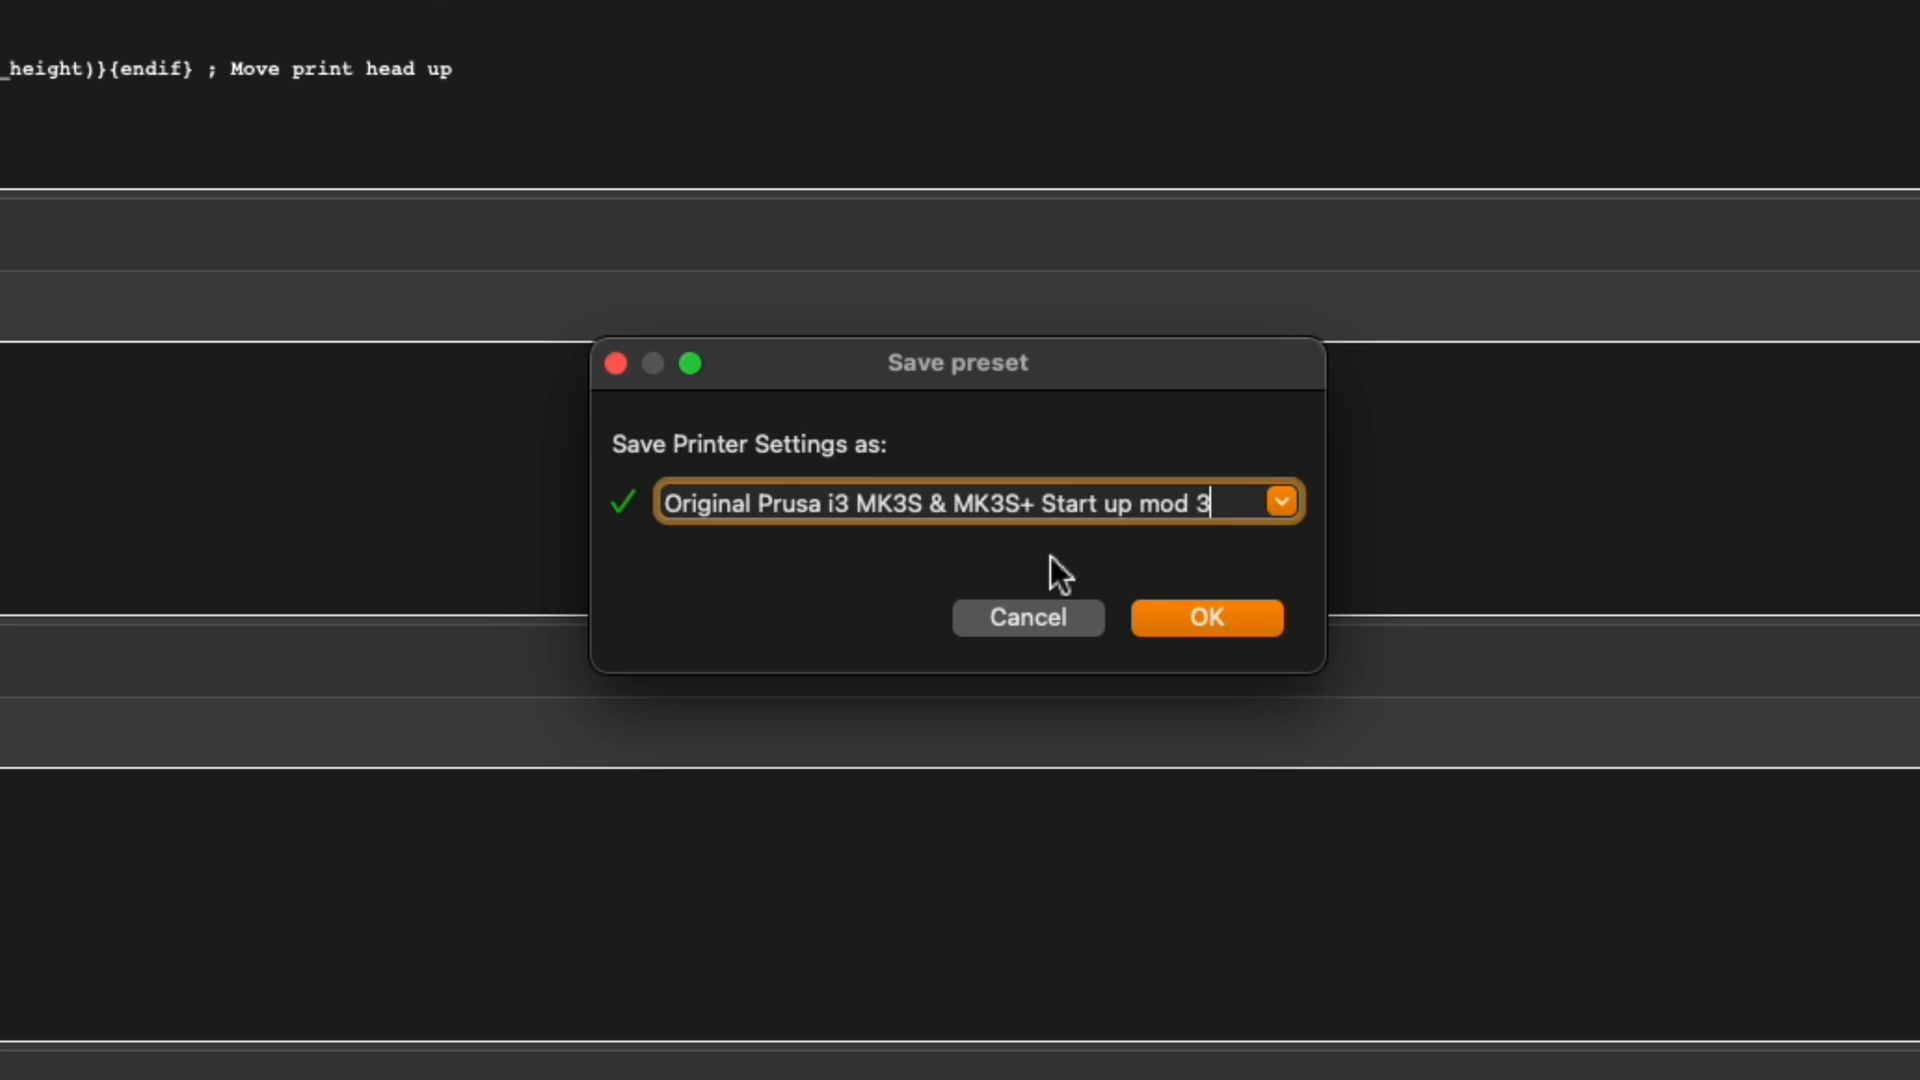 _height)}{endif} ; Move print head up
Save preset
Save Printer Settings as:
Original Prusa i3 MK3S & MK3S+ Start up mod 3
Cancel
OK